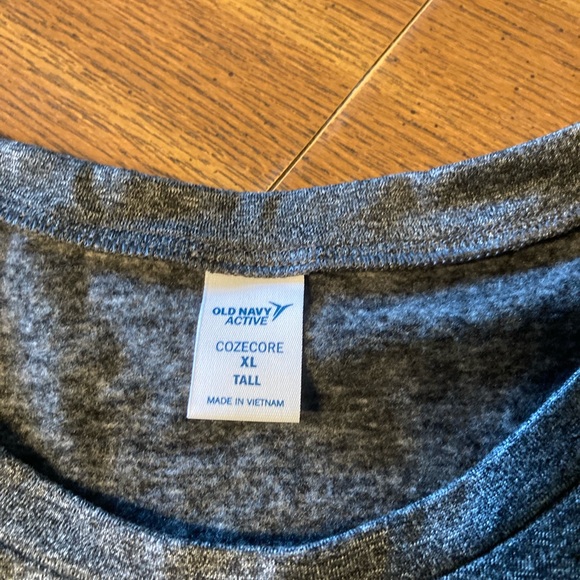 OLD NAVY
ACTIVE
COZECORE
XL
TALL
MADE IN VIETNAM